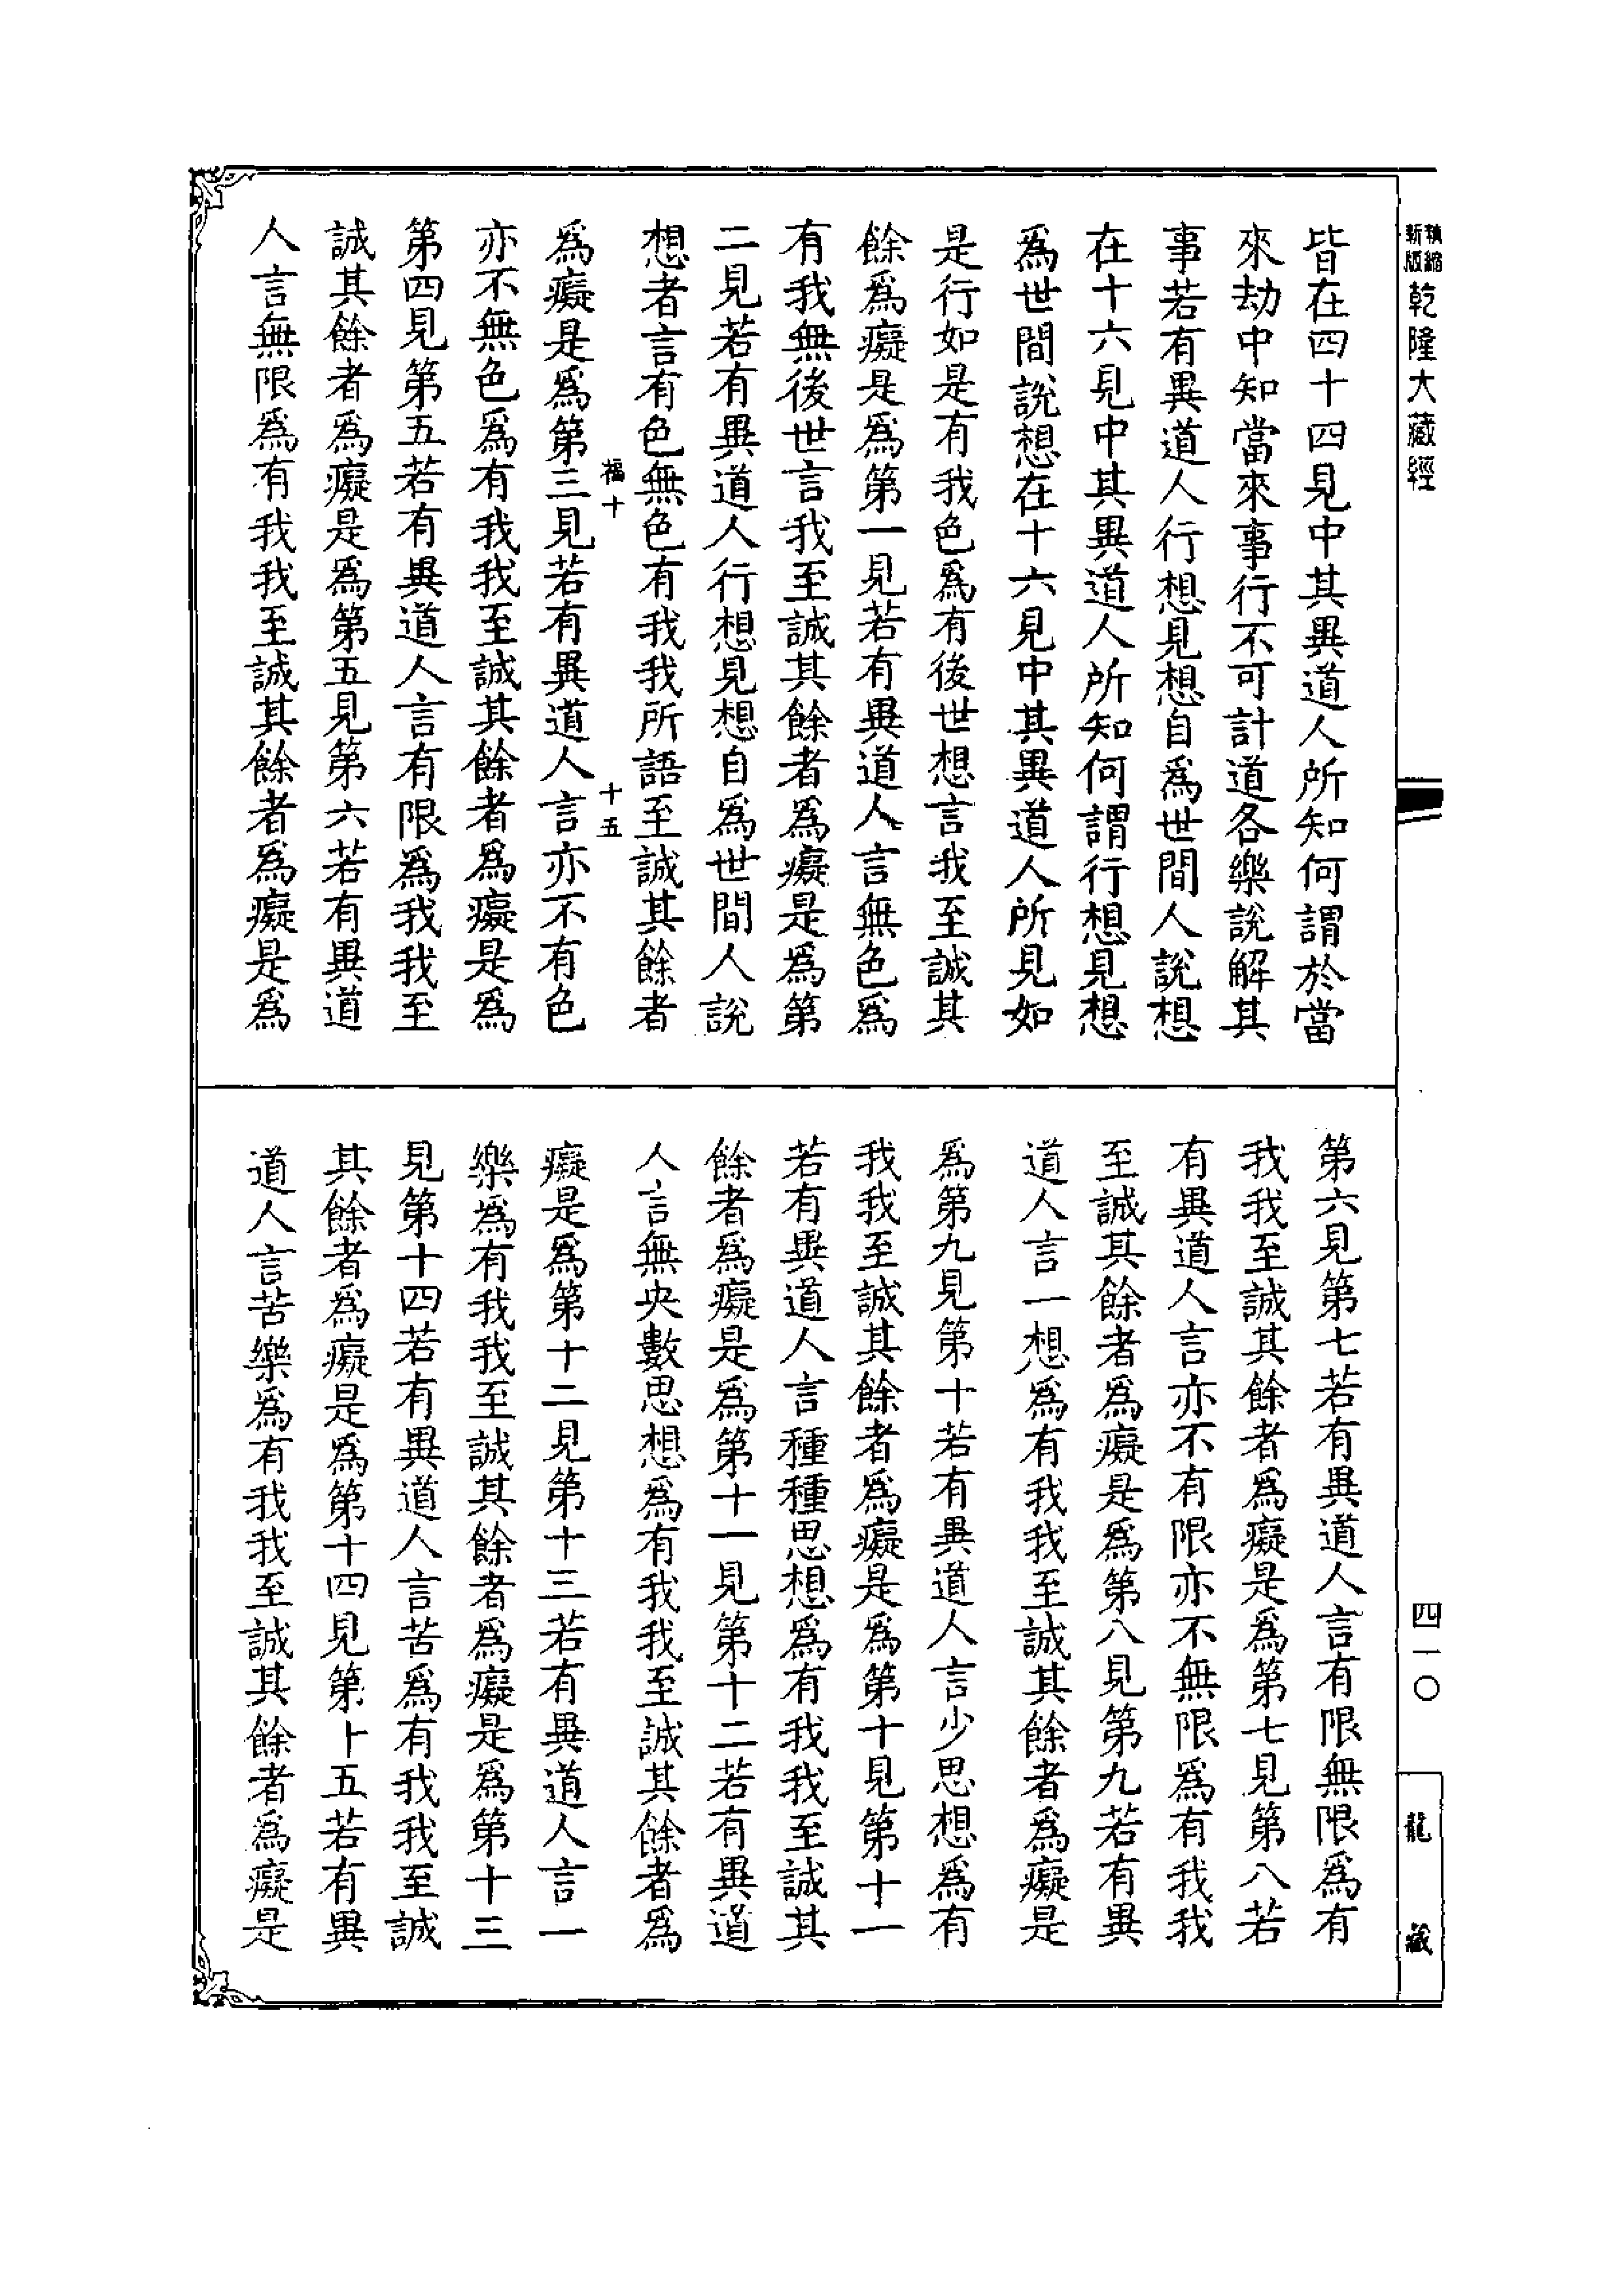 新版
乾隆大藏經
四一〇
龍藏
皆在四十四見中其異道人所知何謂於當
來劫中知當來事行不可計道各樂說解其
事若有異道人行想見想自爲世間人說想
在十六見中其異道人所知何謂行想見想
爲世間說想在十六見中其異道人所見如
是行如是有我色爲有後世想言我至誠其
餘爲癡是爲第一見若有異道人言無色爲
有我無後世言我至誠其餘者爲癡是爲第
二見若有異道人行想見想自爲世間人說
想者言有色無色有我我所語至誠其餘者
福十
十五
爲癡是爲第三見若有異道人言亦不有色
亦不無色爲有我我至誠其餘者爲癡是爲
第四見第五若有異道人言有限爲我我至
誠其餘者爲癡是爲第五見第六若有異道
人言無限爲有我我至誠其餘者爲癡是爲
第六見第七若有異道人言有限無限爲有
我我至誠其餘者爲癡是爲第七見第八若
有異道人言亦不有限亦不無限爲有我我
至誠其餘者爲癡是爲第八見第九若有異
道人言一想爲有我我至誠其餘者爲癡是
爲第九見第十若有異道人言少思想爲有
我我至誠其餘者爲癡是爲第十見第十一
若有異道人言種種思想爲有我我至誠其
餘者爲癡是爲第十一見第十二若有異道
人言無央數思想爲有我我至誠其餘者爲
癡是爲第十二見第十三若有異道人言一
樂爲有我我至誠其餘者爲癡是爲第十三
見第十四若有異道人言苦爲有我我至誠
其餘者爲癡是爲第十四見第十五若有異
道人言苦樂爲有我我至誠其餘者爲癡是